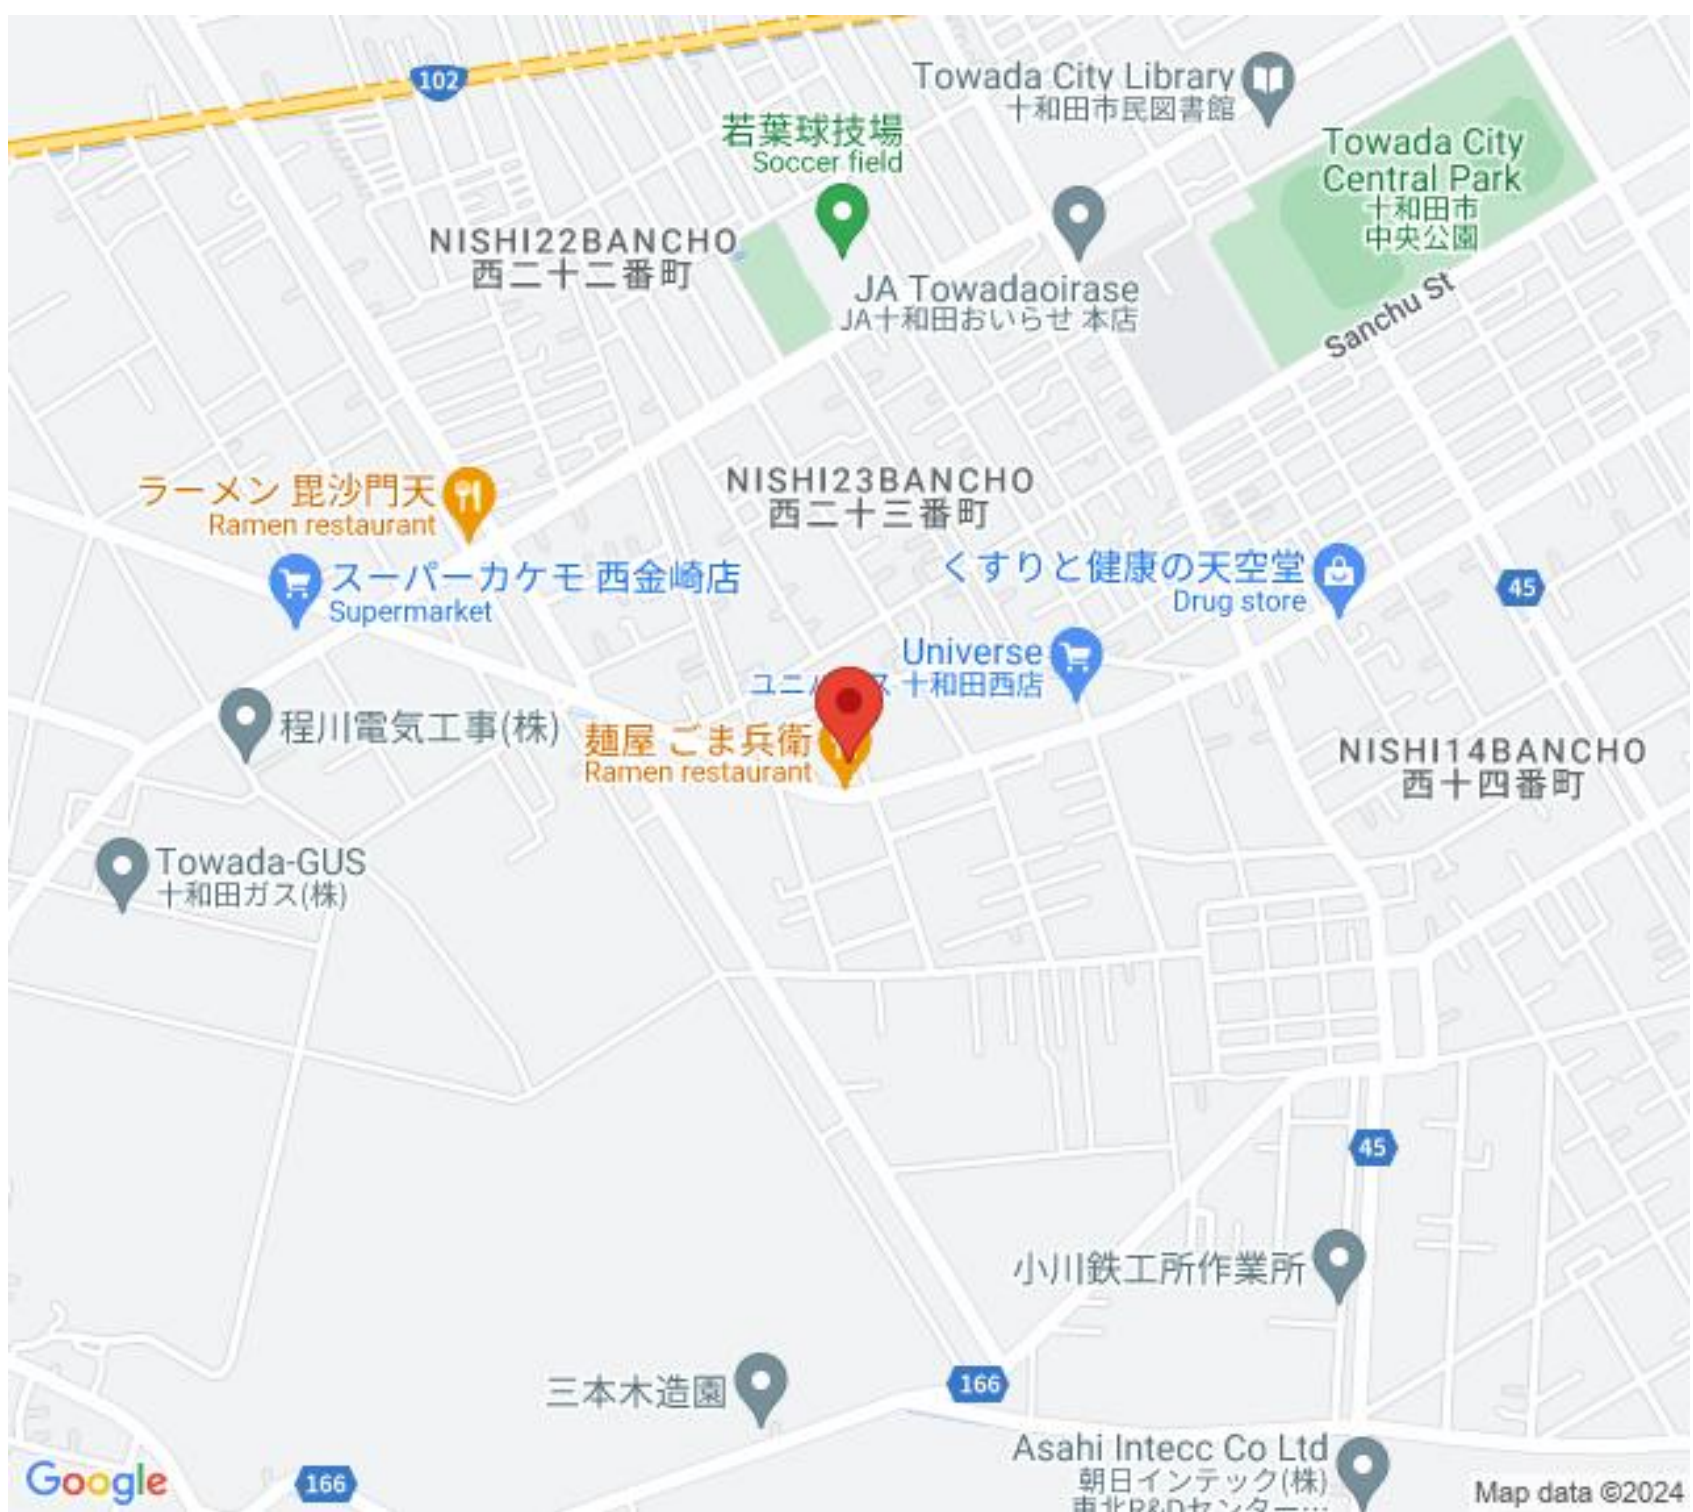 102
Towada City Library
十和田市民図書館
若葉球技場
Soccer field
Towada City
Central Park
十和田市
中央公園
NISHI22BANCHO
西二十二番町
JA Towadaoirase
JA十和田おいらせ 本店
Sanchu St
ラーメン 毘沙門天
Ramen restaurant
NISHI23BANCHO
西二十三番町
スーパーカケモ 西金崎店
Supermarket
くすりと健康の天空堂
Drug store
45
Universe
十和田西店
程川電気工事(株)
麺屋 ごま兵衛
Ramen restaurant
NISHI14BANCHO
西十四番町
Towada-GUS
十和田ガス(株)
45
小川鉄工所作業所
三本木造園
166
Asahi Intecc Co Ltd
朝日インテック(株)
東北R&Dセンター…
Google
166
Map data ©2024